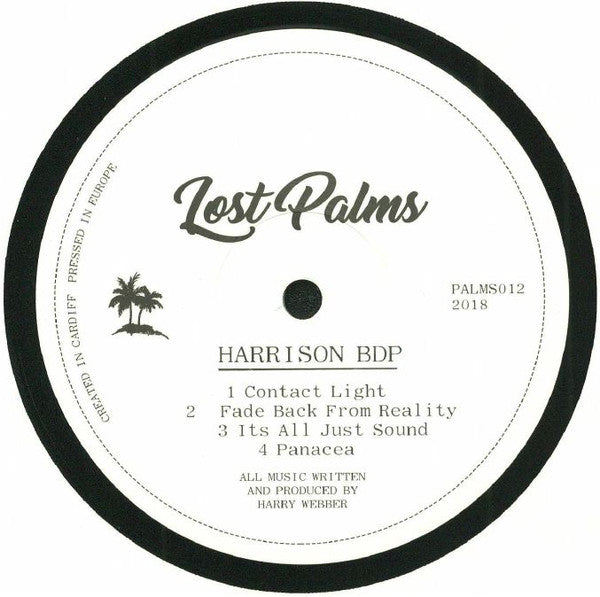 Lost Palms
CREATED IN CARDIFF PRESSED IN EUROPE
PALMS012
2018
HARRISON BDP
1 Contact Light
2 Fade Back From Reality
3 Its All Just Sound
4 Panacea
ALL MUSIC WRITTEN
AND PRODUCED BY
HARRY WEBBER